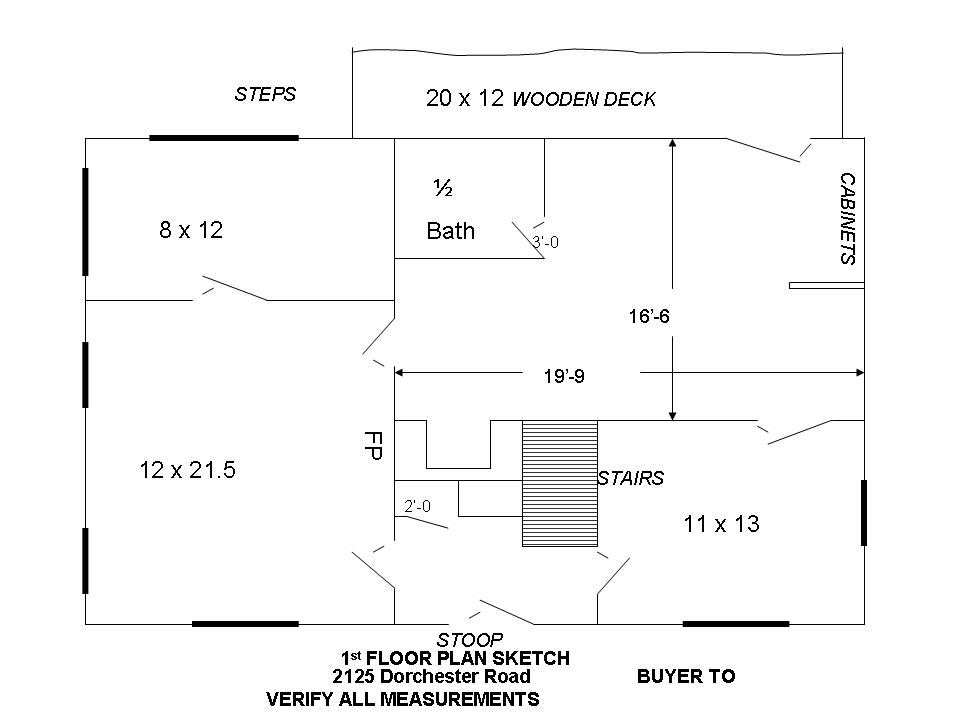 STEPS
20 x 12 WOODEN DECK
½
Bath
CABINETS
8 x 12
3'-0
16'-6
19'-9
FP
12 x 21.5
STAIRS
2'-0
11 x 13
STOOP
1st FLOOR PLAN SKETCH
2125 Dorchester Road BUYER TO
VERIFY ALL MEASUREMENTS